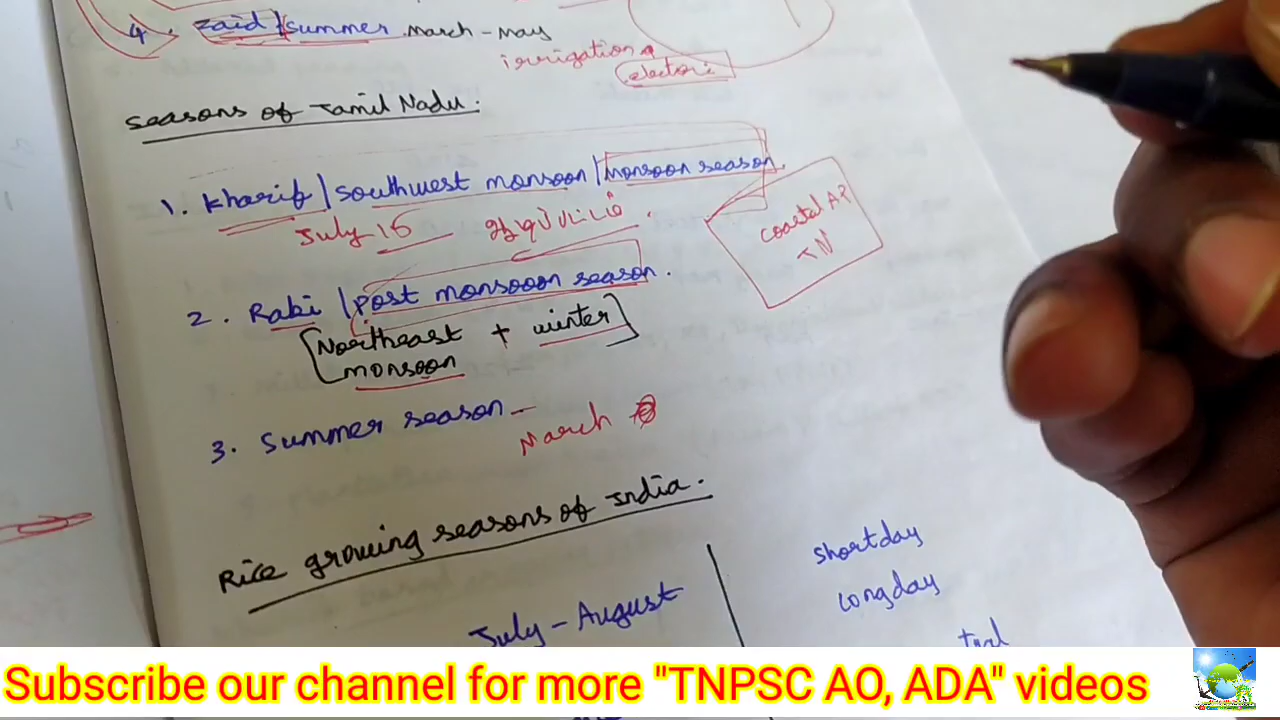 4. zaid/summer March - May
irrigation &
electri
seasons of Tamil Nadu.
1. kharif/southwest monsoon/monsoon season.
July 15 ஆடிப்பட்டம்.
coastal AP
TN
2. Rabi/post monsooon season.
[Northeast + winter]
monsoon
3. Summer season -
March
Rice growing seasons of India.
July - August
shortday
longday
Subscribe our channel for more "TNPSC AO, ADA" videos